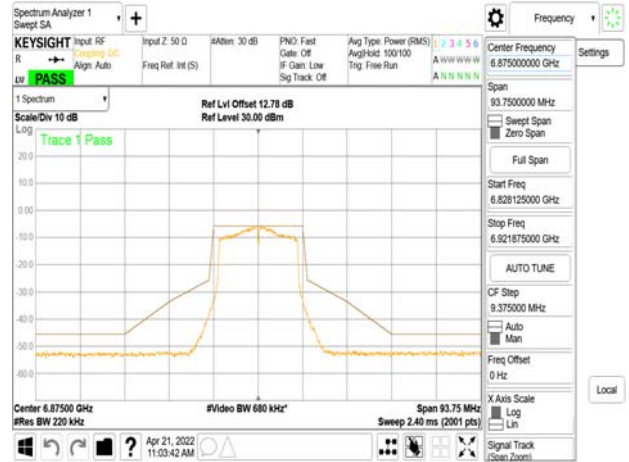 Spectrum Analyzer 1
Swept SA
+
Frequency
KEYSIGHT
Input: RF
Coupling: DC
Align: Auto
Input Z: 50 Ω
Freq Ref: Int (S)
#Atten: 30 dB
PNO: Fast
Gate: Off
IF Gain: Low
Sig Track: Off
Avg Type: Power (RMS)
Avg|Hold: 100/100
Trig: Free Run
1 2 3 4 5 6
A W W W W W
A N N N N N
R
LV PASS
1 Spectrum
Scale/Div 10 dB
Ref Lvl Offset 12.78 dB
Ref Level 30.00 dBm
Log
Trace 1 Pass
20.0
10.0
0.00
-10.0
-20.0
-30.0
-40.0
-50.0
-60.0
Center 6.87500 GHz
#Res BW 220 kHz
#Video BW 680 kHz*
Span 93.75 MHz
Sweep 2.40 ms (2001 pts)
?
Apr 21, 2022
11:03:42 AM
Center Frequency
6.875000000 GHz
Settings
Span
93.7500000 MHz
Swept Span
Zero Span
Full Span
Start Freq
6.828125000 GHz
Stop Freq
6.921875000 GHz
AUTO TUNE
CF Step
9.375000 MHz
Auto
Man
Freq Offset
0 Hz
Local
X Axis Scale
Log
Lin
Signal Track
(Span Zoom)